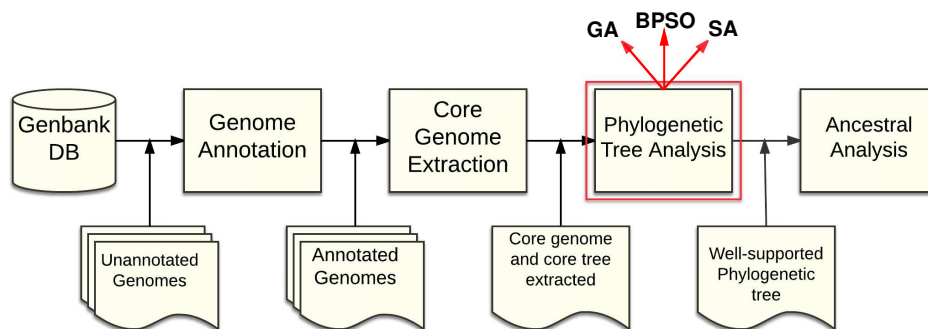 GA BPSO SA
Genbank
DB
Genome
Annotation
Core
Genome
Extraction
Phylogenetic
Tree Analysis
Ancestral
Analysis
Unannotated
Genomes
Annotated
Genomes
Core genome
and core tree
extracted
Well-supported
Phylogenetic
tree